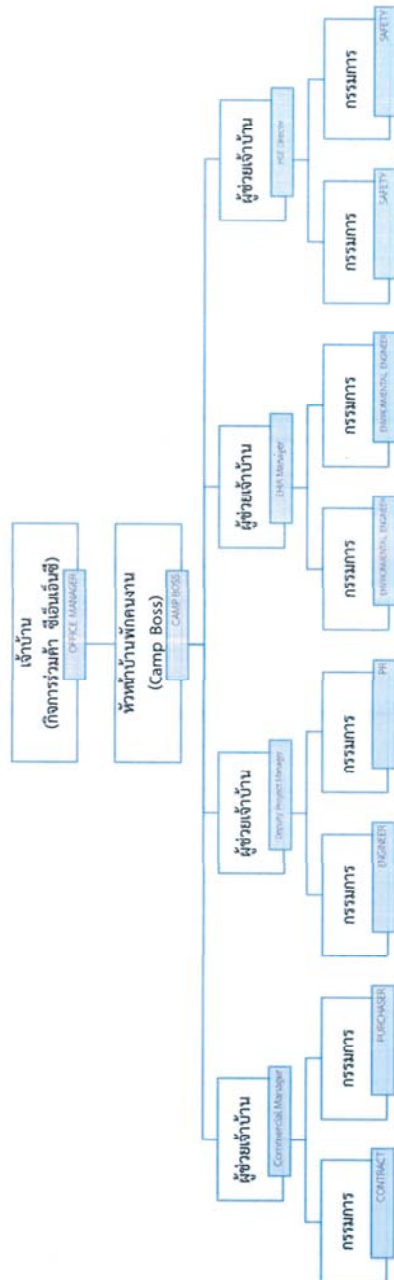 เจ้าบ้าน
(กิจการร่วมค้า ซีเอ็นเอ็นซี)
OFFICE MANAGER
หัวหน้าบ้านพักคนงาน
(Camp Boss)
CAMP BOSS
ผู้ช่วยเจ้าบ้าน
Commercial Manager
ผู้ช่วยเจ้าบ้าน
Deputy Project Manager
ผู้ช่วยเจ้าบ้าน
EMR Manager
ผู้ช่วยเจ้าบ้าน
HSE Director
กรรมการ
CONTRACT
กรรมการ
PURCHASER
กรรมการ
ENGINEER
กรรมการ
PR
กรรมการ
ENVIRONMENTAL ENGINEER
กรรมการ
ENVIRONMENTAL ENGINEER
กรรมการ
SAFETY
กรรมการ
SAFETY